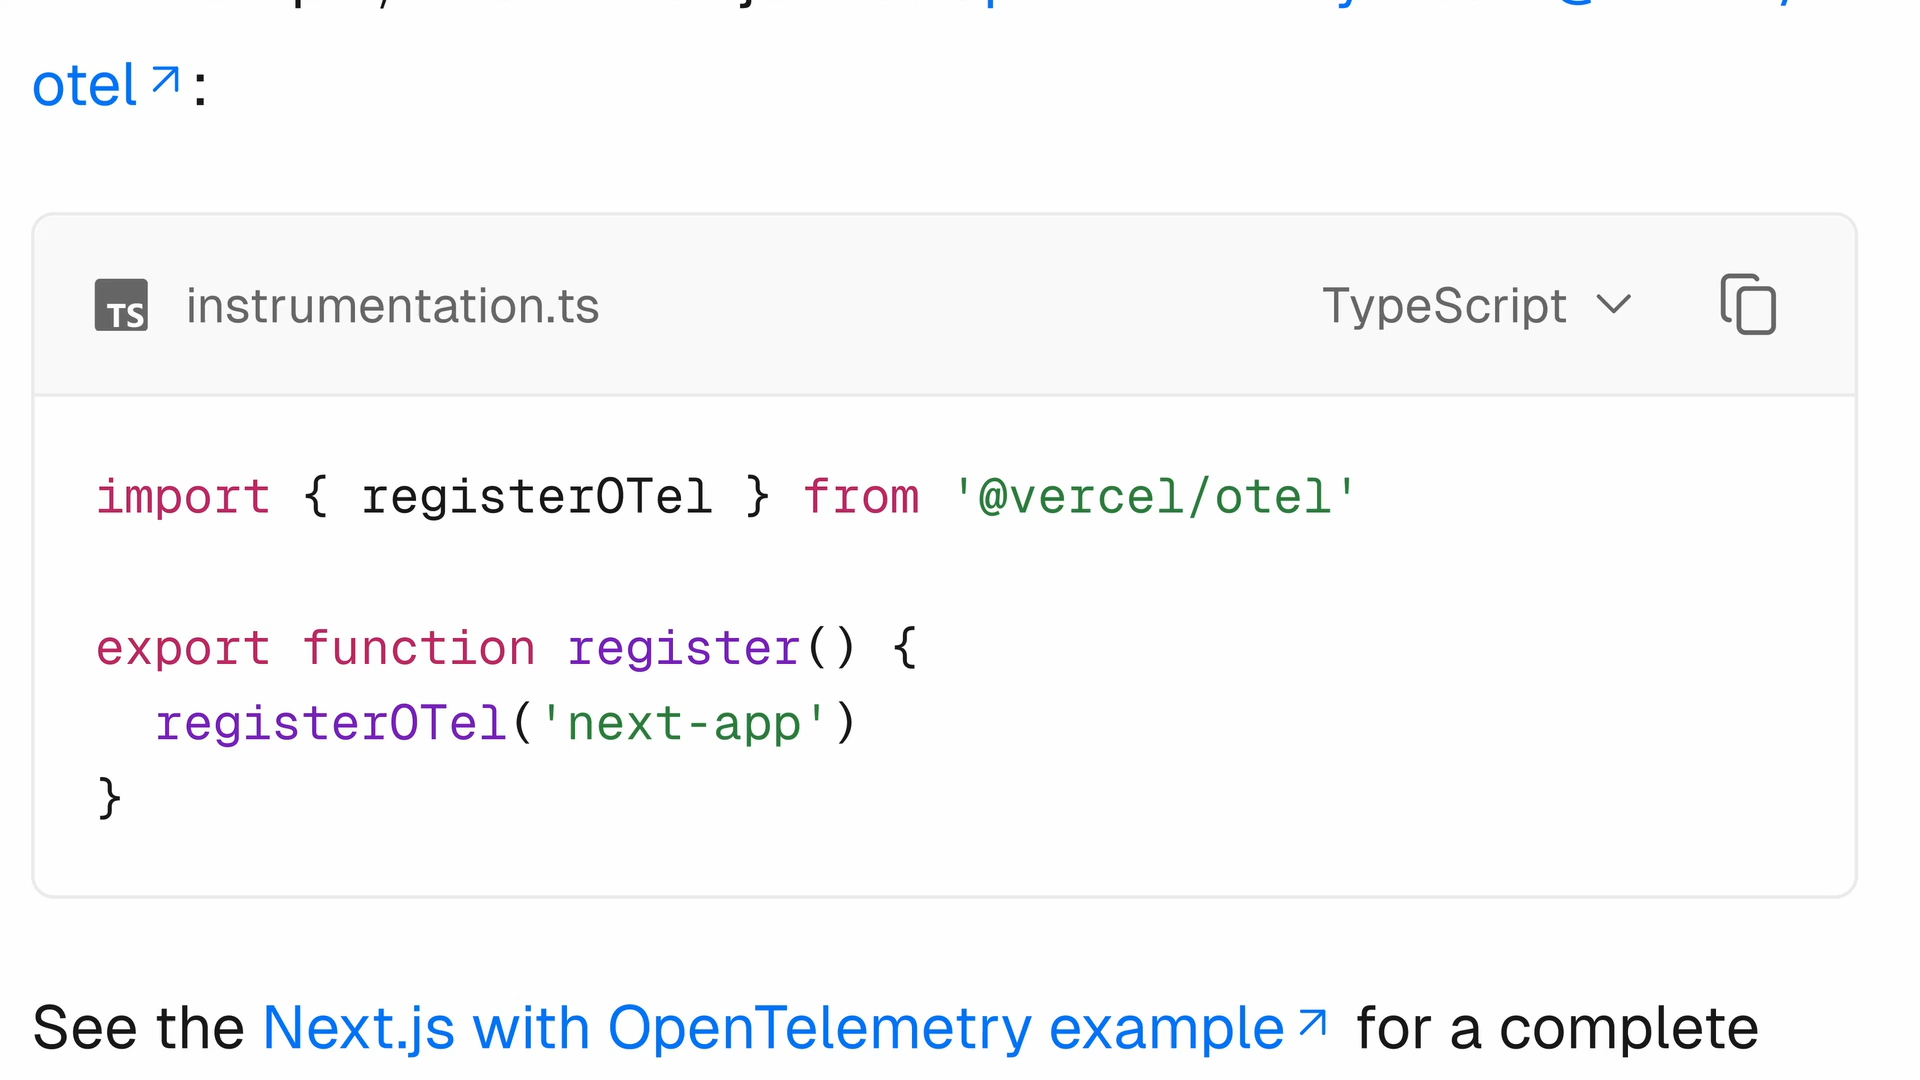 otel↗:
TS instrumentation.ts TypeScript
import { registerOTel } from '@vercel/otel'
export function register() {
  registerOTel('next-app')
}
See the Next.js with OpenTelemetry example↗ for a complete